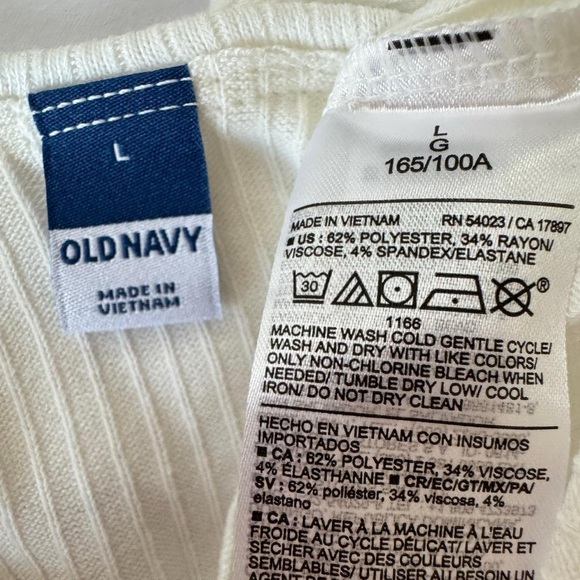 L
OLD NAVY
MADE IN
VIETNAM
L
G
165/100A
MADE IN VIETNAM RN 54023 / CA 17897
■ US : 62% POLYESTER, 34% RAYON/
VISCOSE, 4% SPANDEX/ELASTANE
30
®
1166
MACHINE WASH COLD GENTLE CYCLE/
WASH AND DRY WITH LIKE COLORS/
ONLY NON-CHLORINE BLEACH WHEN
NEEDED/ TUMBLE DRY LOW/ COOL
IRON/ DO NOT DRY CLEAN
HECHO EN VIETNAM CON INSUMOS
IMPORTADOS
■ CA : 62% POLYESTER, 34% VISCOSE,
4% ÉLASTHANNE ■ CR/EC/GT/MX/PA/
SV : 62% poliéster, 34% viscosa, 4%
elastano
■ CA : LAVER À LA MACHINE À L'EAU
FROIDE AU CYCLE DÉLICAT/ LAVER ET
SÉCHER AVEC DES COULEURS
SEMBLABLES/ AU BESOIN, UTILISER UN